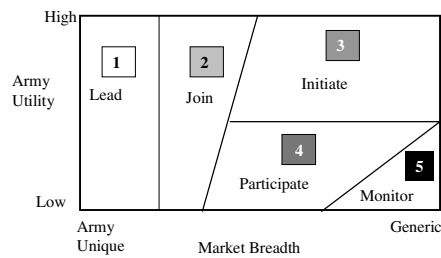 High
Army
Utility
Low
1
Lead
2
Join
3
Initiate
4
Participate
5
Monitor
Army
Unique
Market Breadth
Generic